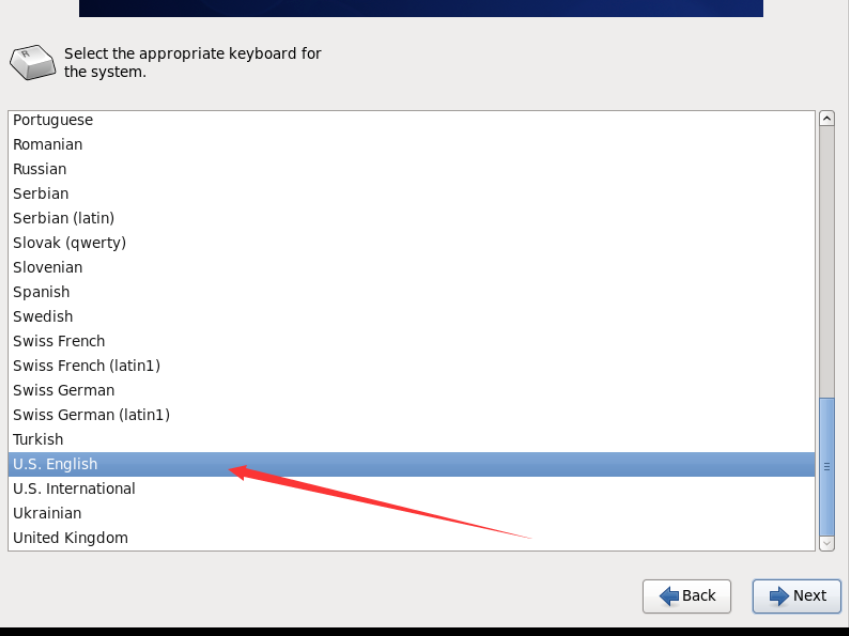 Select the appropriate keyboard for
the system.
Portuguese
Romanian
Russian
Serbian
Serbian (latin)
Slovak (qwerty)
Slovenian
Spanish
Swedish
Swiss French
Swiss French (latin1)
Swiss German
Swiss German (latin1)
Turkish
U.S. English
U.S. International
Ukrainian
United Kingdom
Back
Next